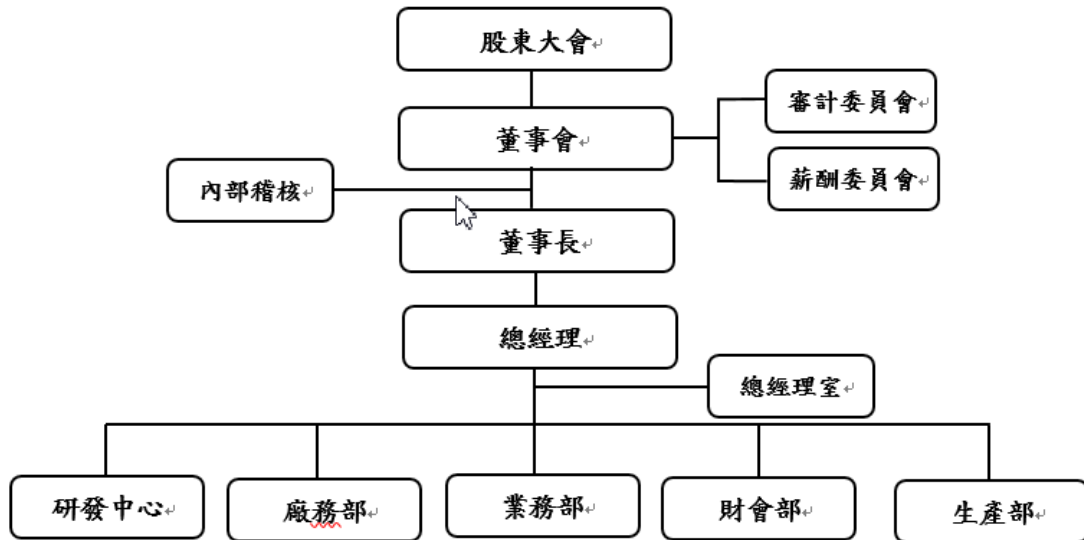 股東大會
審計委員會
董事會
薪酬委員會
內部稽核
董事長
總經理
總經理室
研發中心
廠務部
業務部
財會部
生產部